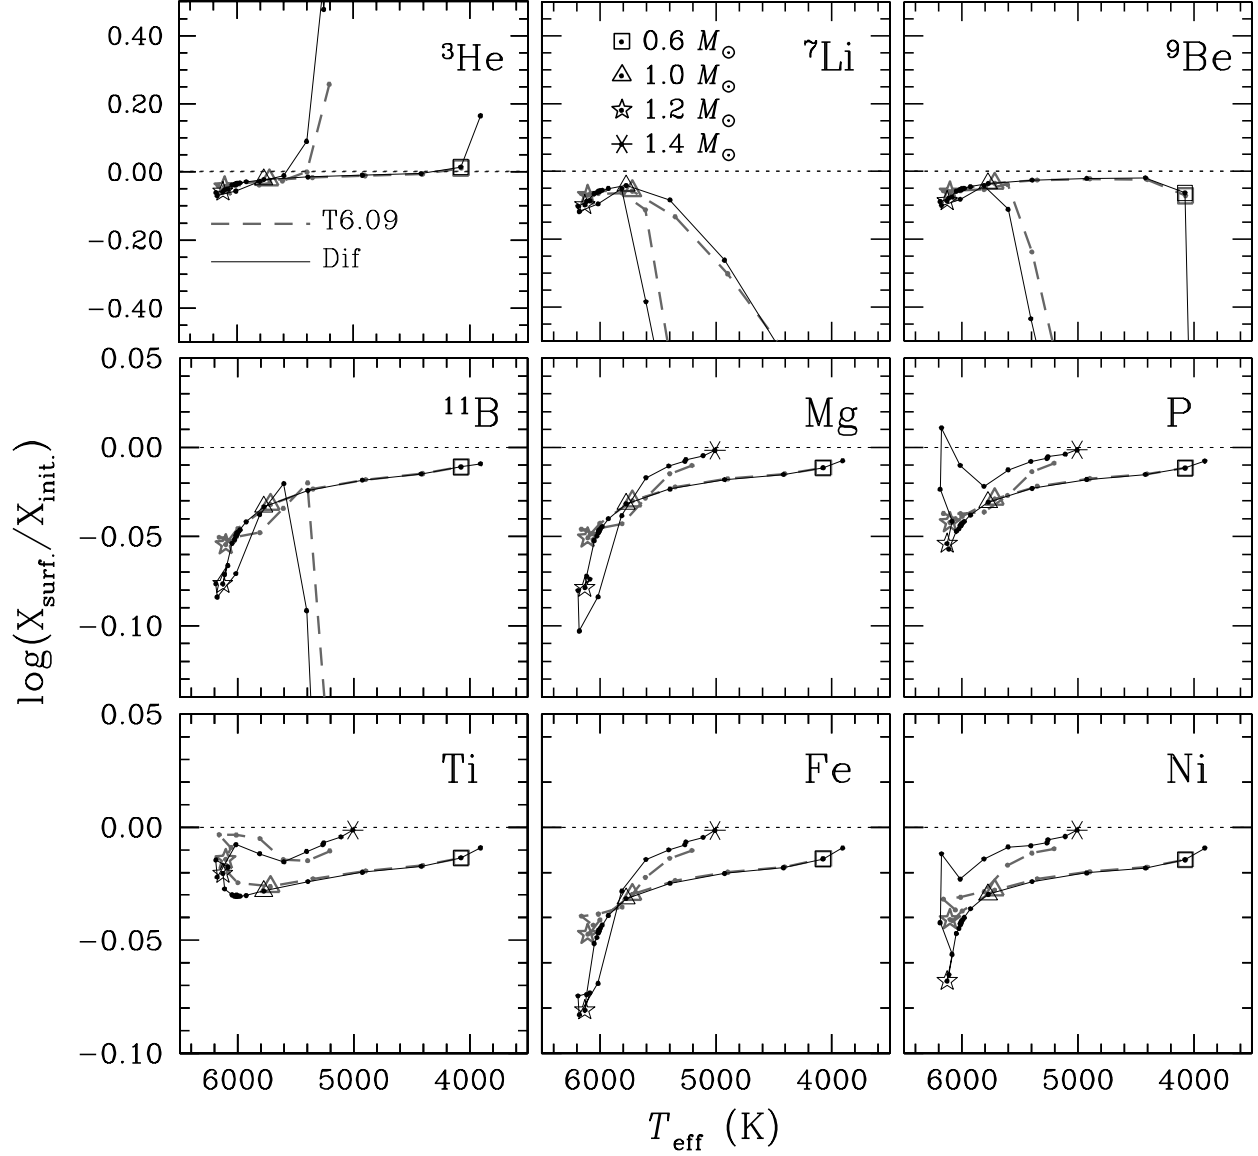 ³He
⁷Li
⁹Be
0.6 M☉
1.0 M☉
1.2 M☉
1.4 M☉
T6.09
Dif
0.40
0.20
0.00
−0.20
−0.40
¹¹B
Mg
P
0.05
0.00
−0.05
−0.10
Ti
Fe
Ni
0.05
0.00
−0.05
−0.10
6000 5000 4000
6000 5000 4000
6000 5000 4000
log(Xsurf./Xinit.)
Teff (K)